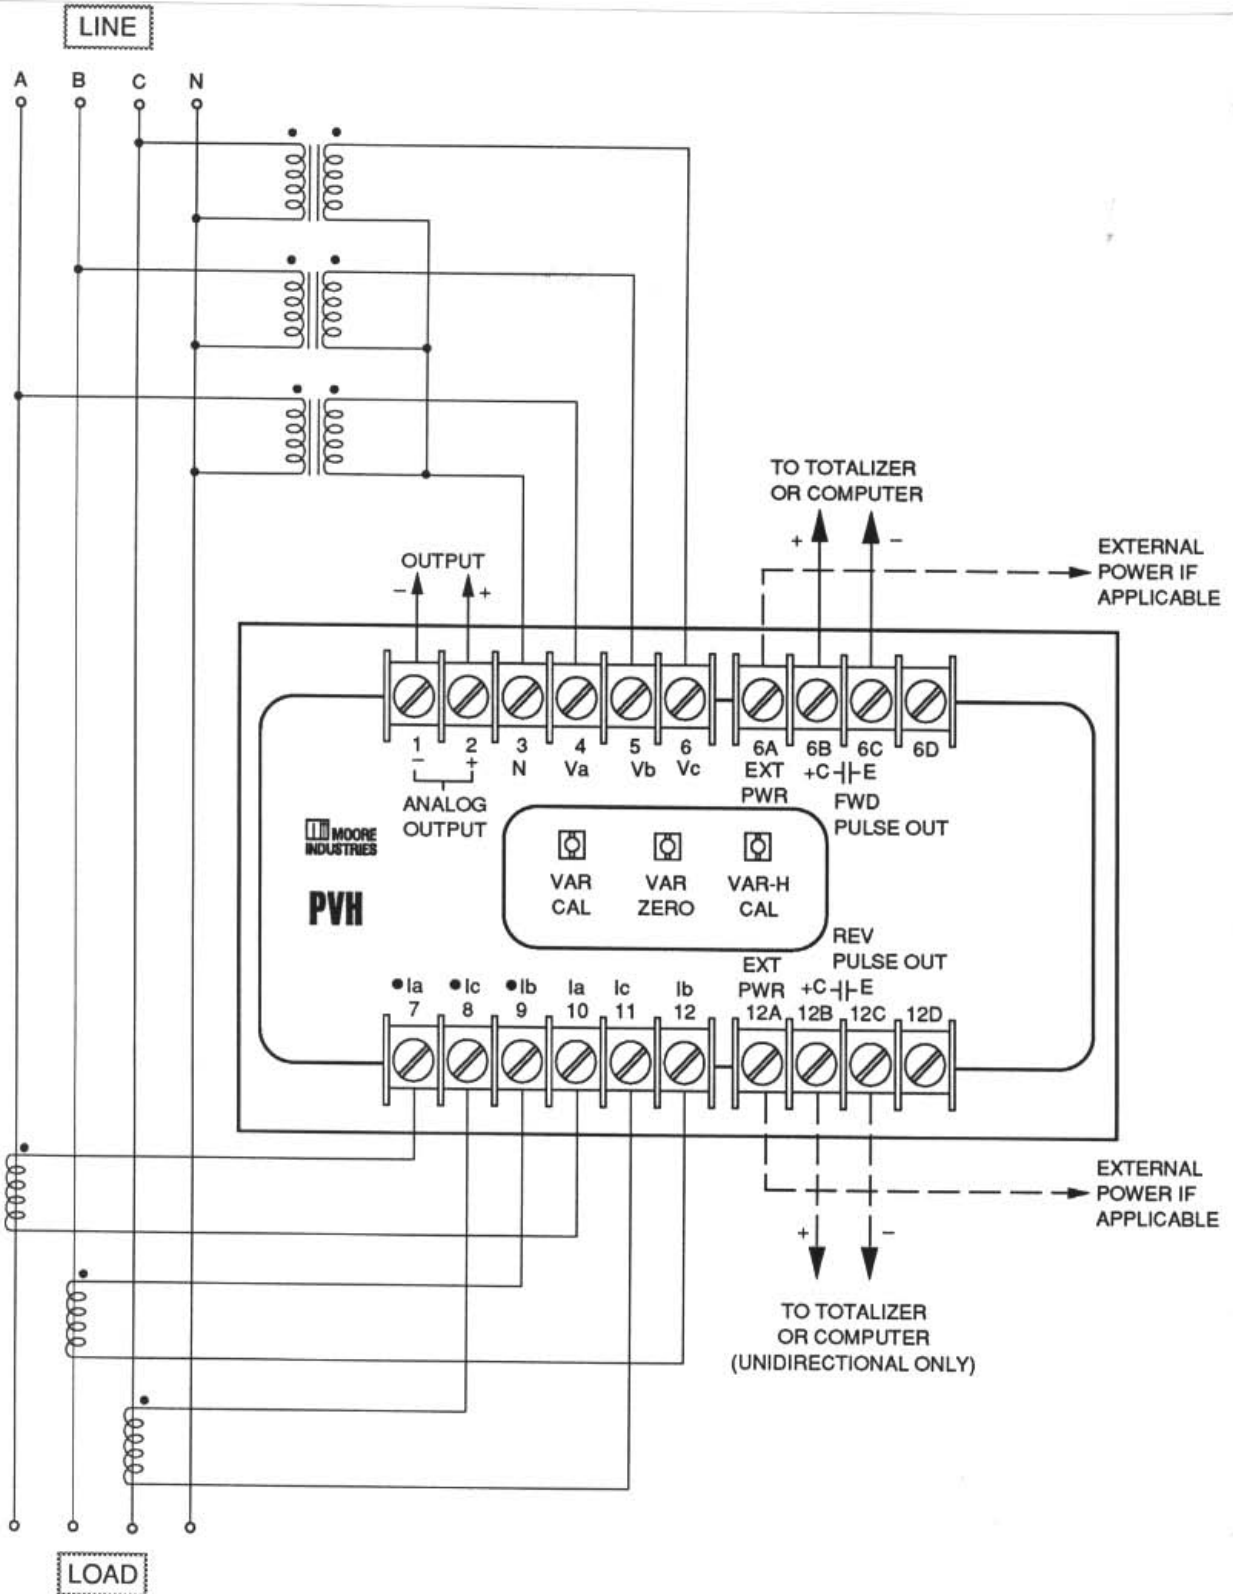 LINE
A B C N
TO TOTALIZER
OR COMPUTER
+ −
EXTERNAL
POWER IF
APPLICABLE
OUTPUT
− +
1 2 3 4 5 6 6A 6B 6C 6D
− + N Va Vb Vc EXT PWR +C E
ANALOG
OUTPUT
FWD
PULSE OUT
MOORE
INDUSTRIES
PVH
VAR
CAL
VAR
ZERO
VAR-H
CAL
REV
PULSE OUT
•Ia •Ic •Ib Ia Ic Ib EXT PWR +C E
7 8 9 10 11 12 12A 12B 12C 12D
EXTERNAL
POWER IF
APPLICABLE
+ −
TO TOTALIZER
OR COMPUTER
(UNIDIRECTIONAL ONLY)
LOAD